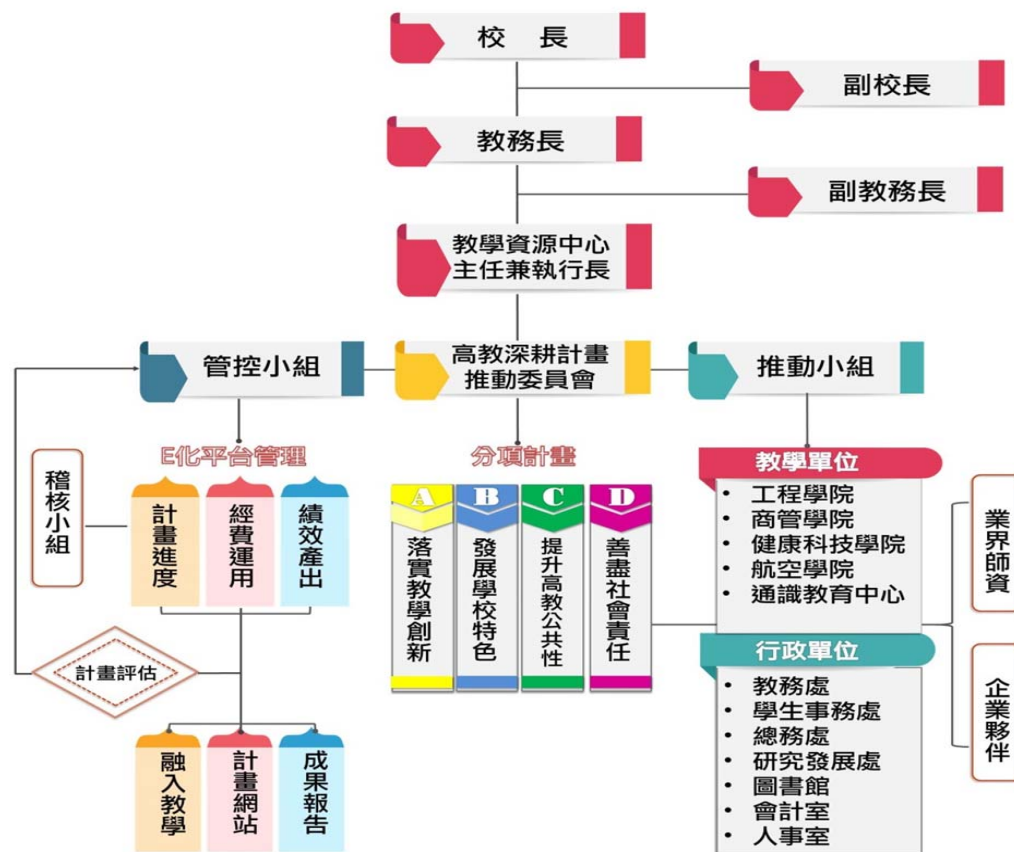 校 長
副校長
教務長
副教務長
教學資源中心
主任兼執行長
管控小組
高教深耕計畫
推動委員會
推動小組
E化平台管理
稽核小組
計畫進度
經費運用
績效產出
計畫評估
融入教學
計畫網站
成果報告
分項計畫
A
落實教學創新
B
發展學校特色
C
提升高教公共性
D
善盡社會責任
教學單位
• 工程學院
• 商管學院
• 健康科技學院
• 航空學院
• 通識教育中心
行政單位
• 教務處
• 學生事務處
• 總務處
• 研究發展處
• 圖書館
• 會計室
• 人事室
業界師資
企業夥伴